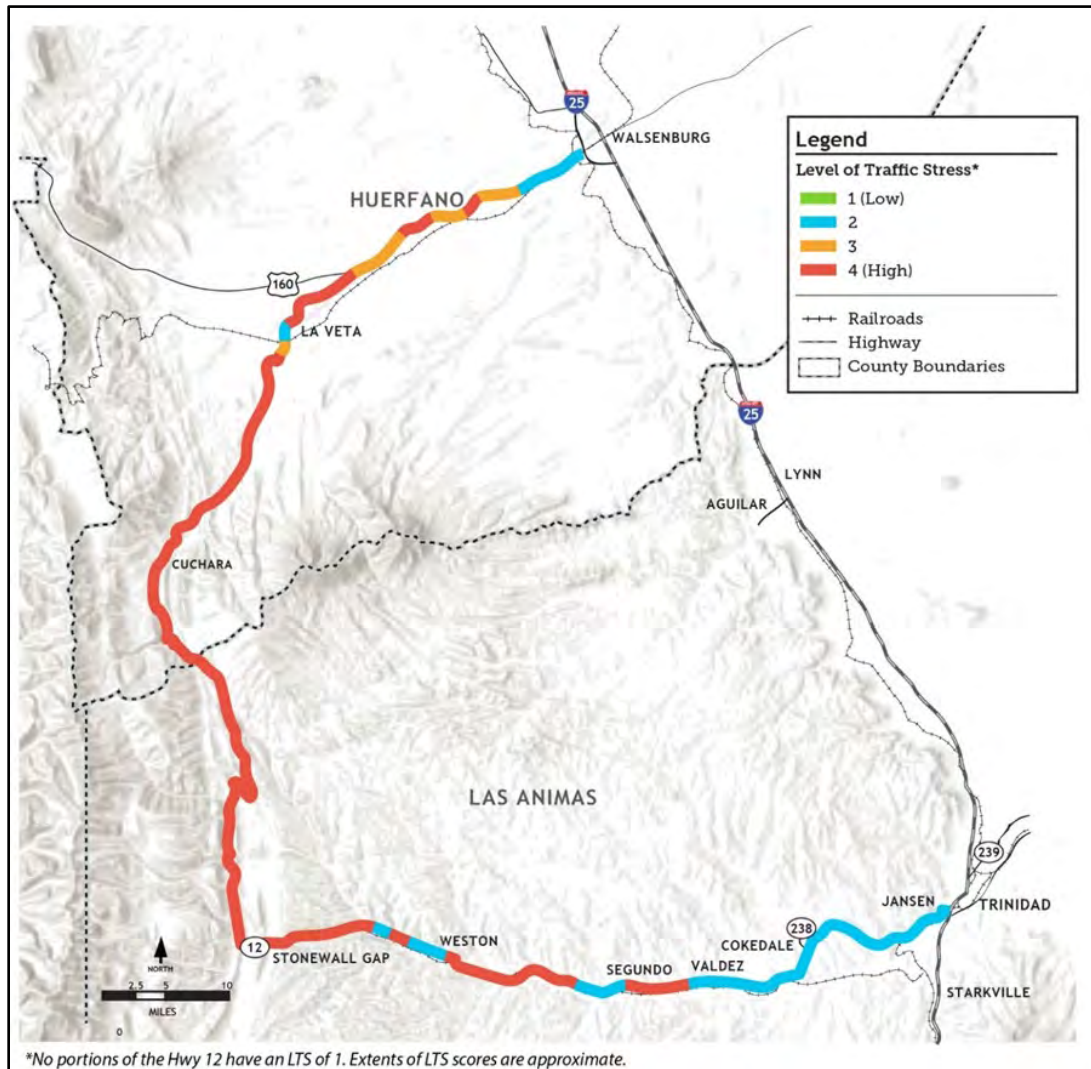 25
WALSENBURG
Legend
Level of Traffic Stress*
1 (Low)
2
3
4 (High)
Railroads
Highway
County Boundaries
HUERFANO
160
LA VETA
25
LYNN
AGUILAR
CUCHARA
LAS ANIMAS
239
JANSEN
TRINIDAD
238
COKEDALE
WESTON
12
STONEWALL GAP
SEGUNDO
VALDEZ
STARKVILLE
NORTH
2.5 5 10
MILES
0
*No portions of the Hwy 12 have an LTS of 1. Extents of LTS scores are approximate.